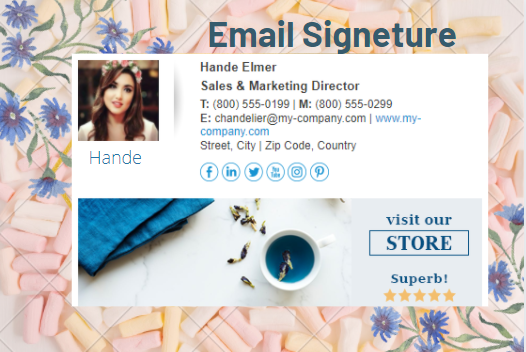 Email Signeture
Hande Elmer
Sales & Marketing Director
T: (800) 555-0199 | M: (800) 555-0299
E: chandelier@my-company.com | www.my-
company.com
Street, City | Zip Code, Country
Hande
visit our
STORE
Superb!